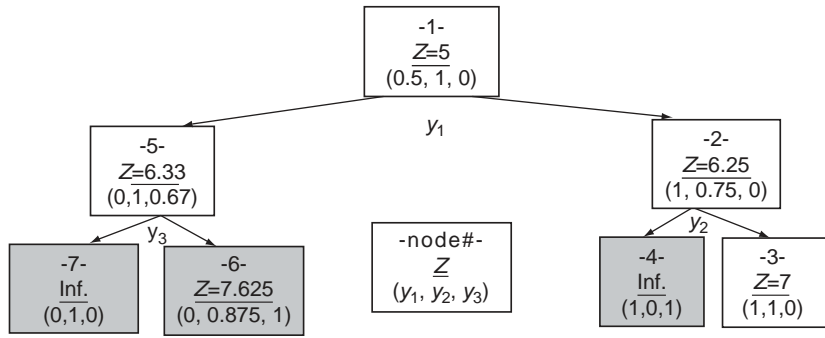 -1-
Z=5
(0.5, 1, 0)
y1
-5-
Z=6.33
(0,1,0.67)
-2-
Z=6.25
(1, 0.75, 0)
y3
y2
-7-
Inf.
(0,1,0)
-6-
Z=7.625
(0, 0.875, 1)
-node#-
Z
(y1, y2, y3)
-4-
Inf.
(1,0,1)
-3-
Z=7
(1,1,0)